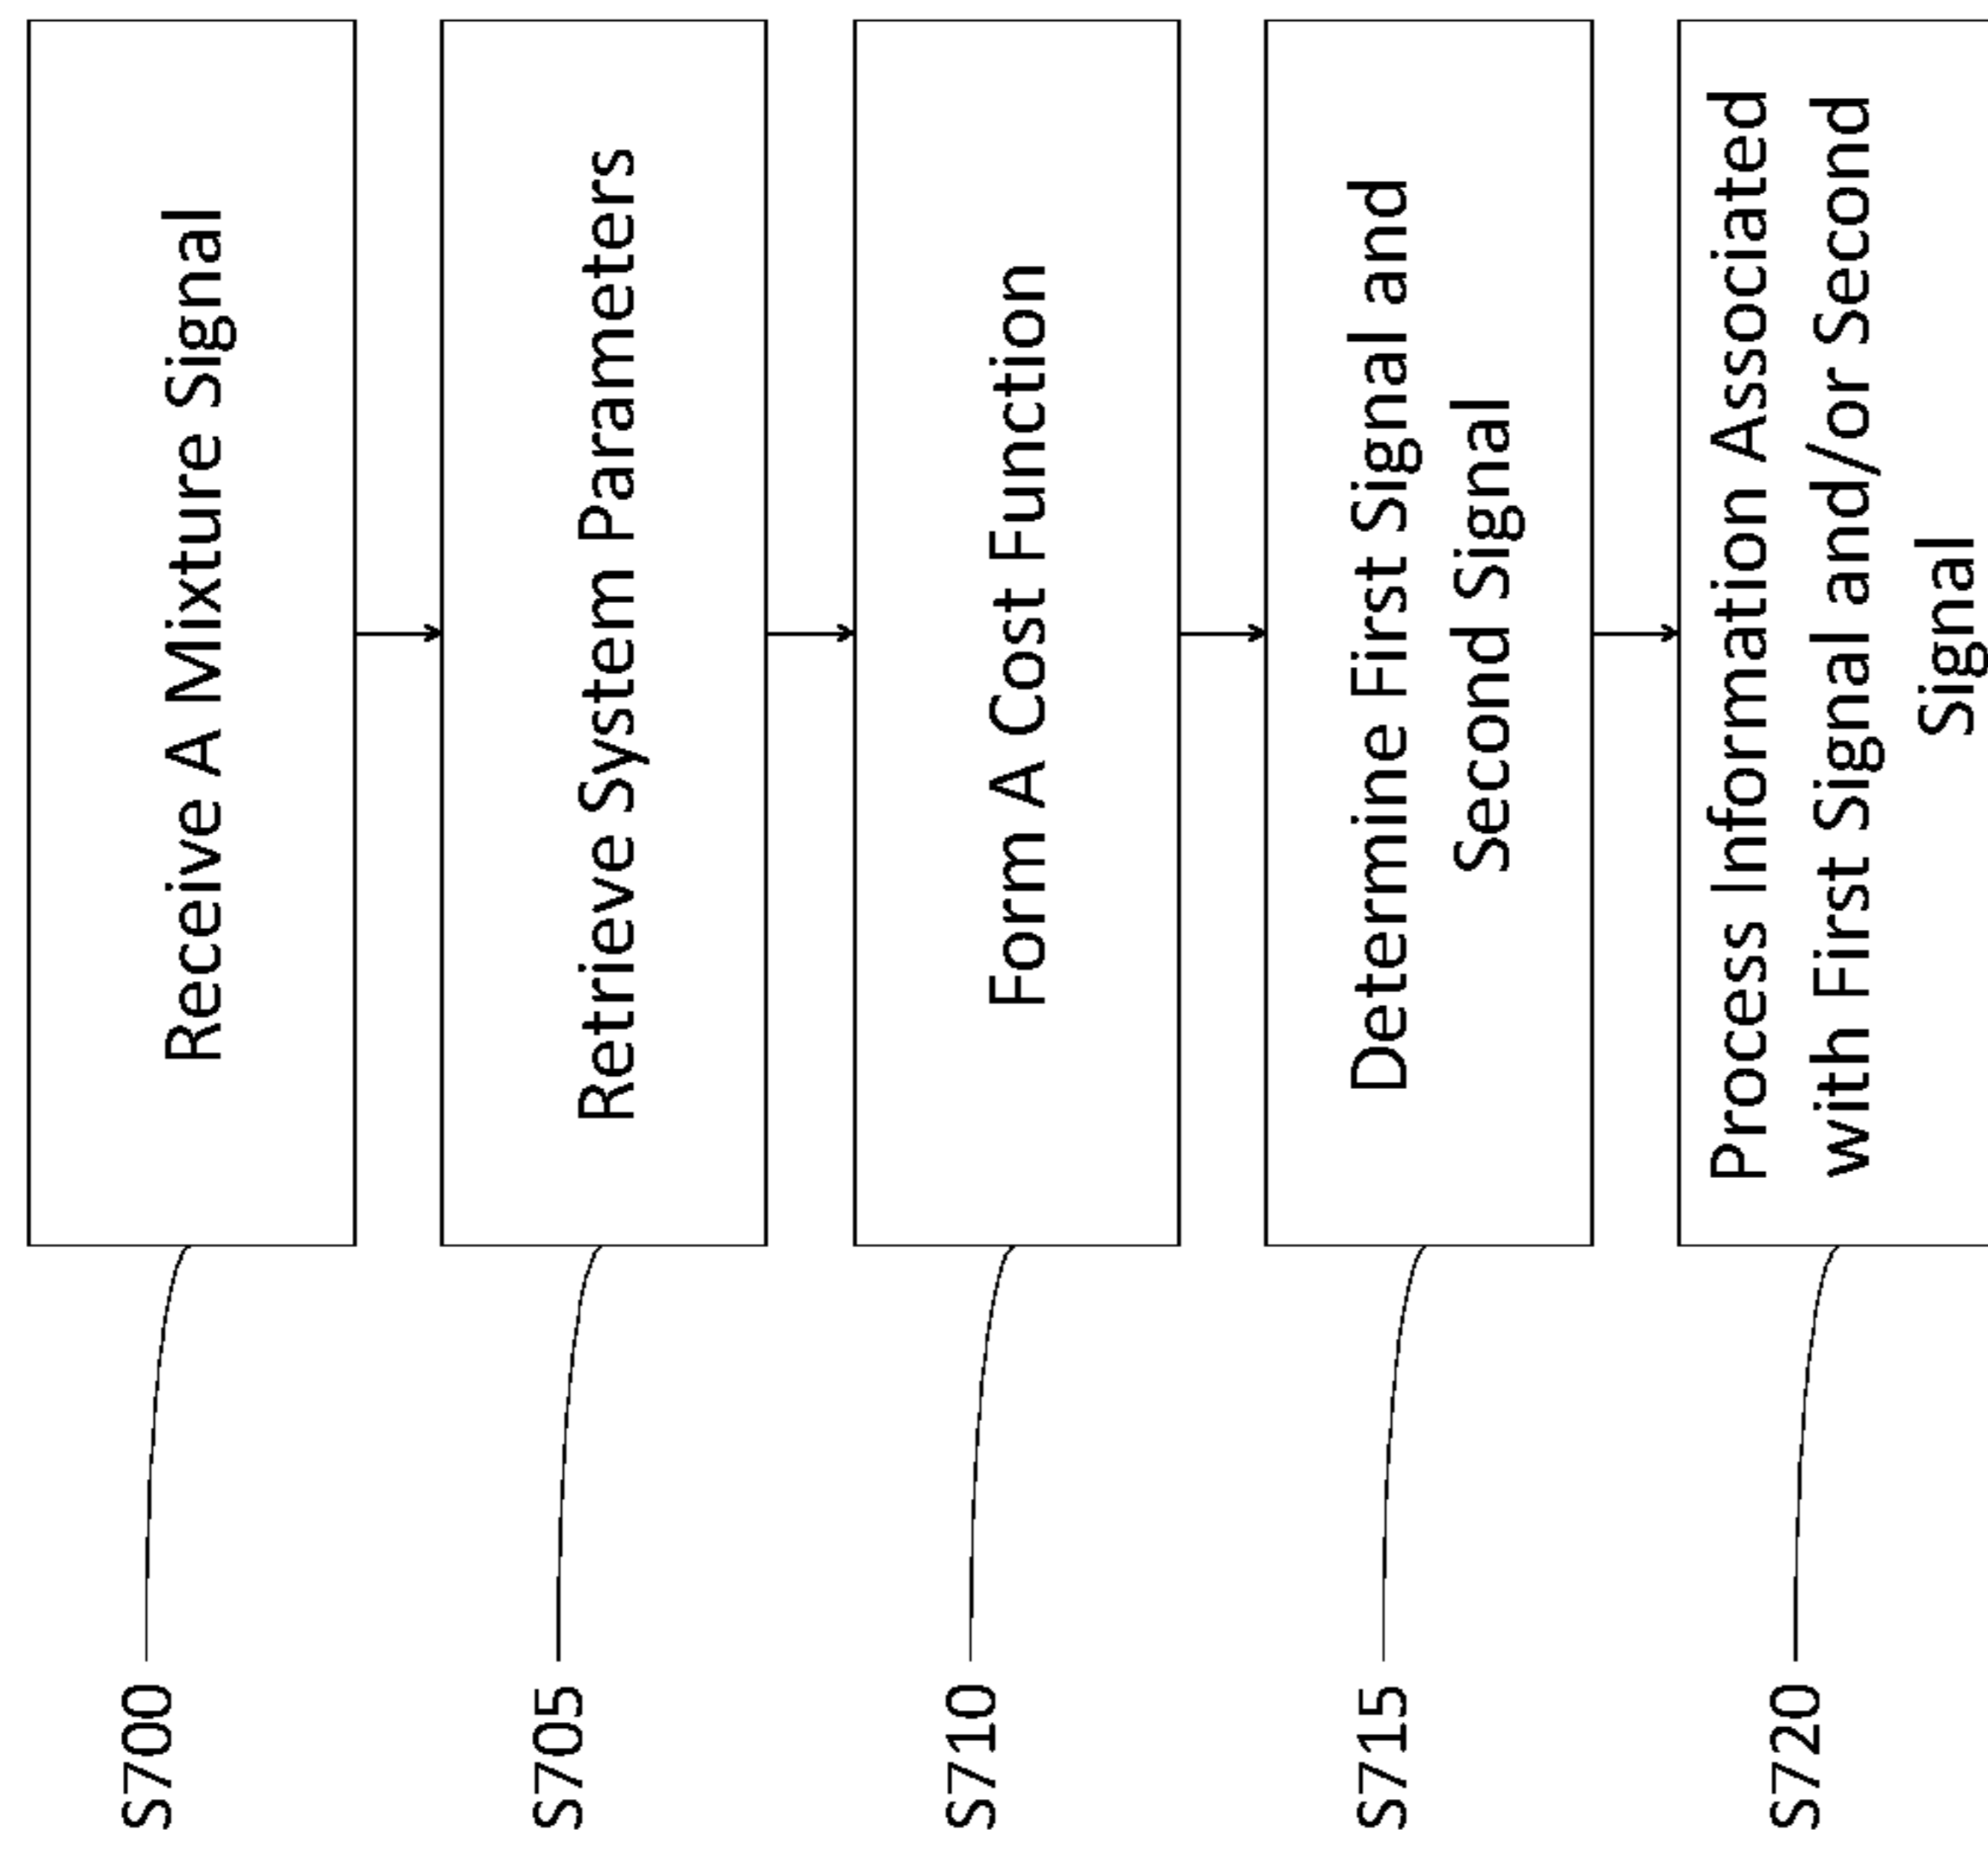 S700
Receive A Mixture Signal
S705
Retrieve System Parameters
S710
Form A Cost Function
S715
Determine First Signal and
Second Signal
S720
Process Information Associated
with First Signal and/or Second
Signal